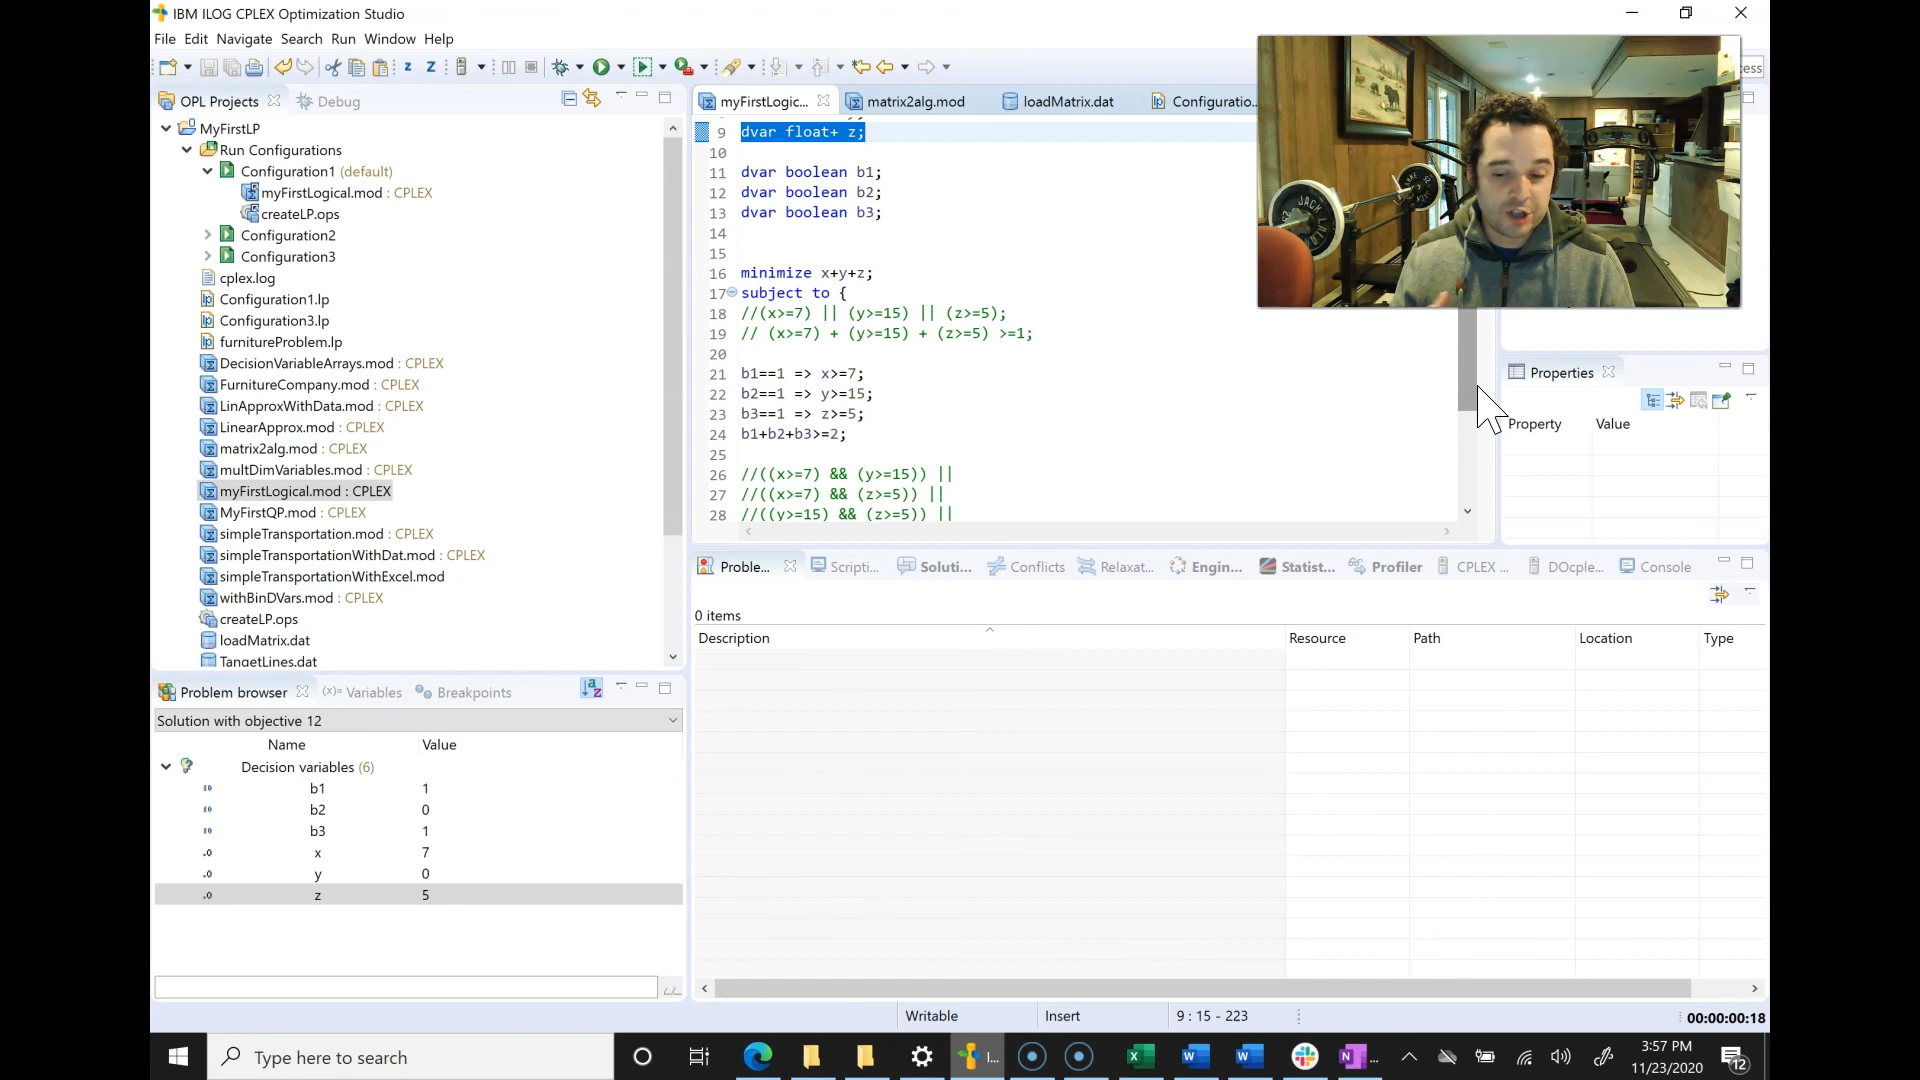 IBM ILOG CPLEX Optimization Studio
File Edit Navigate Search Run Window Help
OPL Projects Debug
MyFirstLP
Run Configurations
Configuration1 (default)
myFirstLogical.mod : CPLEX
createLP.ops
Configuration2
Configuration3
cplex.log
Configuration1.lp
Configuration3.lp
furnitureProblem.lp
DecisionVariableArrays.mod : CPLEX
FurnitureCompany.mod : CPLEX
LinApproxWithData.mod : CPLEX
LinearApprox.mod : CPLEX
matrix2alg.mod : CPLEX
multDimVariables.mod : CPLEX
myFirstLogical.mod : CPLEX
MyFirstQP.mod : CPLEX
simpleTransportation.mod : CPLEX
simpleTransportationWithDat.mod : CPLEX
simpleTransportationWithExcel.mod
withBinDVars.mod : CPLEX
createLP.ops
loadMatrix.dat
TangetLines.dat
myFirstLogic... matrix2alg.mod loadMatrix.dat Configuratio...
9 dvar float+ z;
10
11 dvar boolean b1;
12 dvar boolean b2;
13 dvar boolean b3;
14
15
16 minimize x+y+z;
17 subject to {
18 //(x>=7) || (y>=15) || (z>=5);
19 // (x>=7) + (y>=15) + (z>=5) >=1;
20
21 b1==1 => x>=7;
22 b2==1 => y>=15;
23 b3==1 => z>=5;
24 b1+b2+b3>=2;
25
26 //((x>=7) && (y>=15)) ||
27 //((x>=7) && (z>=5)) ||
28 //((y>=15) && (z>=5)) ||
cess
JACK
Properties
Property Value
Proble... Scripti... Soluti... Conflicts Relaxat... Engin... Statist... Profiler CPLEX ... DOcple... Console
0 items
Description Resource Path Location Type
Problem browser (x)= Variables Breakpoints
Solution with objective 12
Name Value
Decision variables (6)
b1 1
b2 0
b3 1
x 7
y 0
z 5
Writable Insert 9 : 15 - 223 00:00:00:18
Type here to search
I...
3:57 PM
11/23/2020
12